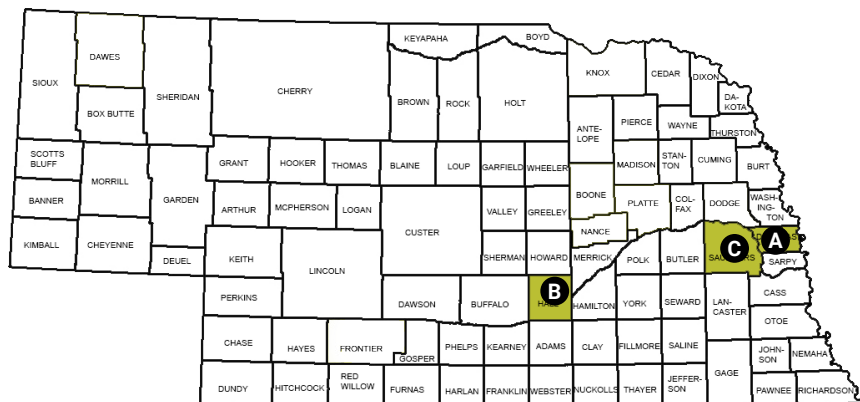 KEYAPAHA
BOYD
DAWES
SIOUX
SHERIDAN
CHERRY
KNOX
CEDAR
DIXON
DA-
KOTA
BOX BUTTE
BROWN
ROCK
HOLT
ANTE-
LOPE
PIERCE
WAYNE
THURSTON
SCOTTS
BLUFF
MORRILL
GARDEN
GRANT
HOOKER
THOMAS
BLAINE
LOUP
GARFIELD
WHEELER
MADISON
STAN-
TON
CUMING
BURT
BANNER
ARTHUR
MCPHERSON
LOGAN
CUSTER
VALLEY
GREELEY
BOONE
PLATTE
COL-
FAX
DODGE
WASH-
ING-
TON
NANCE
KIMBALL
CHEYENNE
DEUEL
KEITH
LINCOLN
SHERMAN
HOWARD
MERRICK
POLK
BUTLER
C
A
SARPY
PERKINS
DAWSON
BUFFALO
B
HAMILTON
YORK
SEWARD
LAN-
CASTER
CASS
OTOE
CHASE
HAYES
FRONTIER
GOSPER
PHELPS
KEARNEY
ADAMS
CLAY
FILLMORE
SALINE
JOHN-
SON
NEMAHA
DUNDY
HITCHCOCK
RED
WILLOW
FURNAS
HARLAN
FRANKLIN
WEBSTER
NUCKOLLS
THAYER
JEFFER-
SON
GAGE
PAWNEE
RICHARDSON